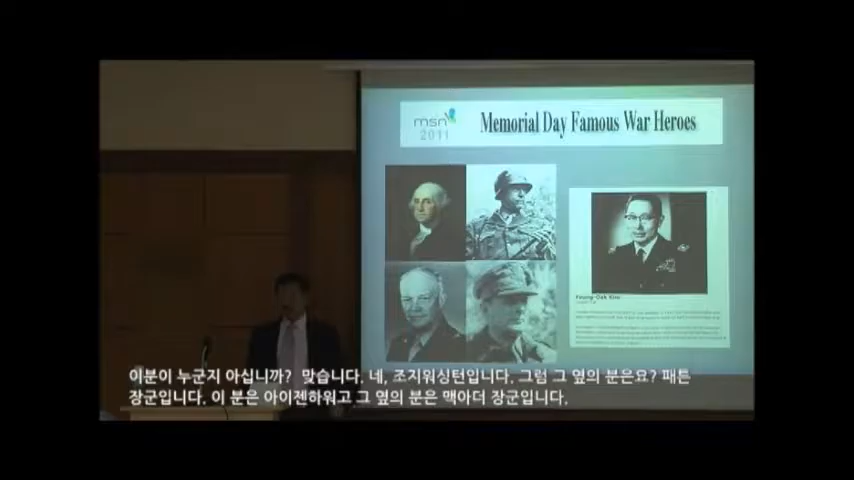 msn
2011
Memorial Day Famous War Heroes
Young-Oak Kim
이분이 누군지 아십니까? 맞습니다. 네, 조지워싱턴입니다. 그럼 그 옆의 분은요? 패튼
장군입니다. 이 분은 아이젠하워고 그 옆의 분은 맥아더 장군입니다.